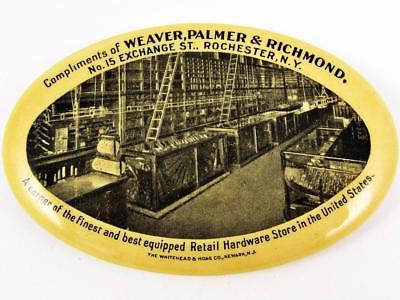 Compliments of WEAVER, PALMER & RICHMOND,
No. 15 EXCHANGE ST., ROCHESTER, N.Y.
A corner of the finest and best equipped Retail Hardware Store in the United States.
THE WHITEHEAD & HOAG CO., NEWARK, N.J.